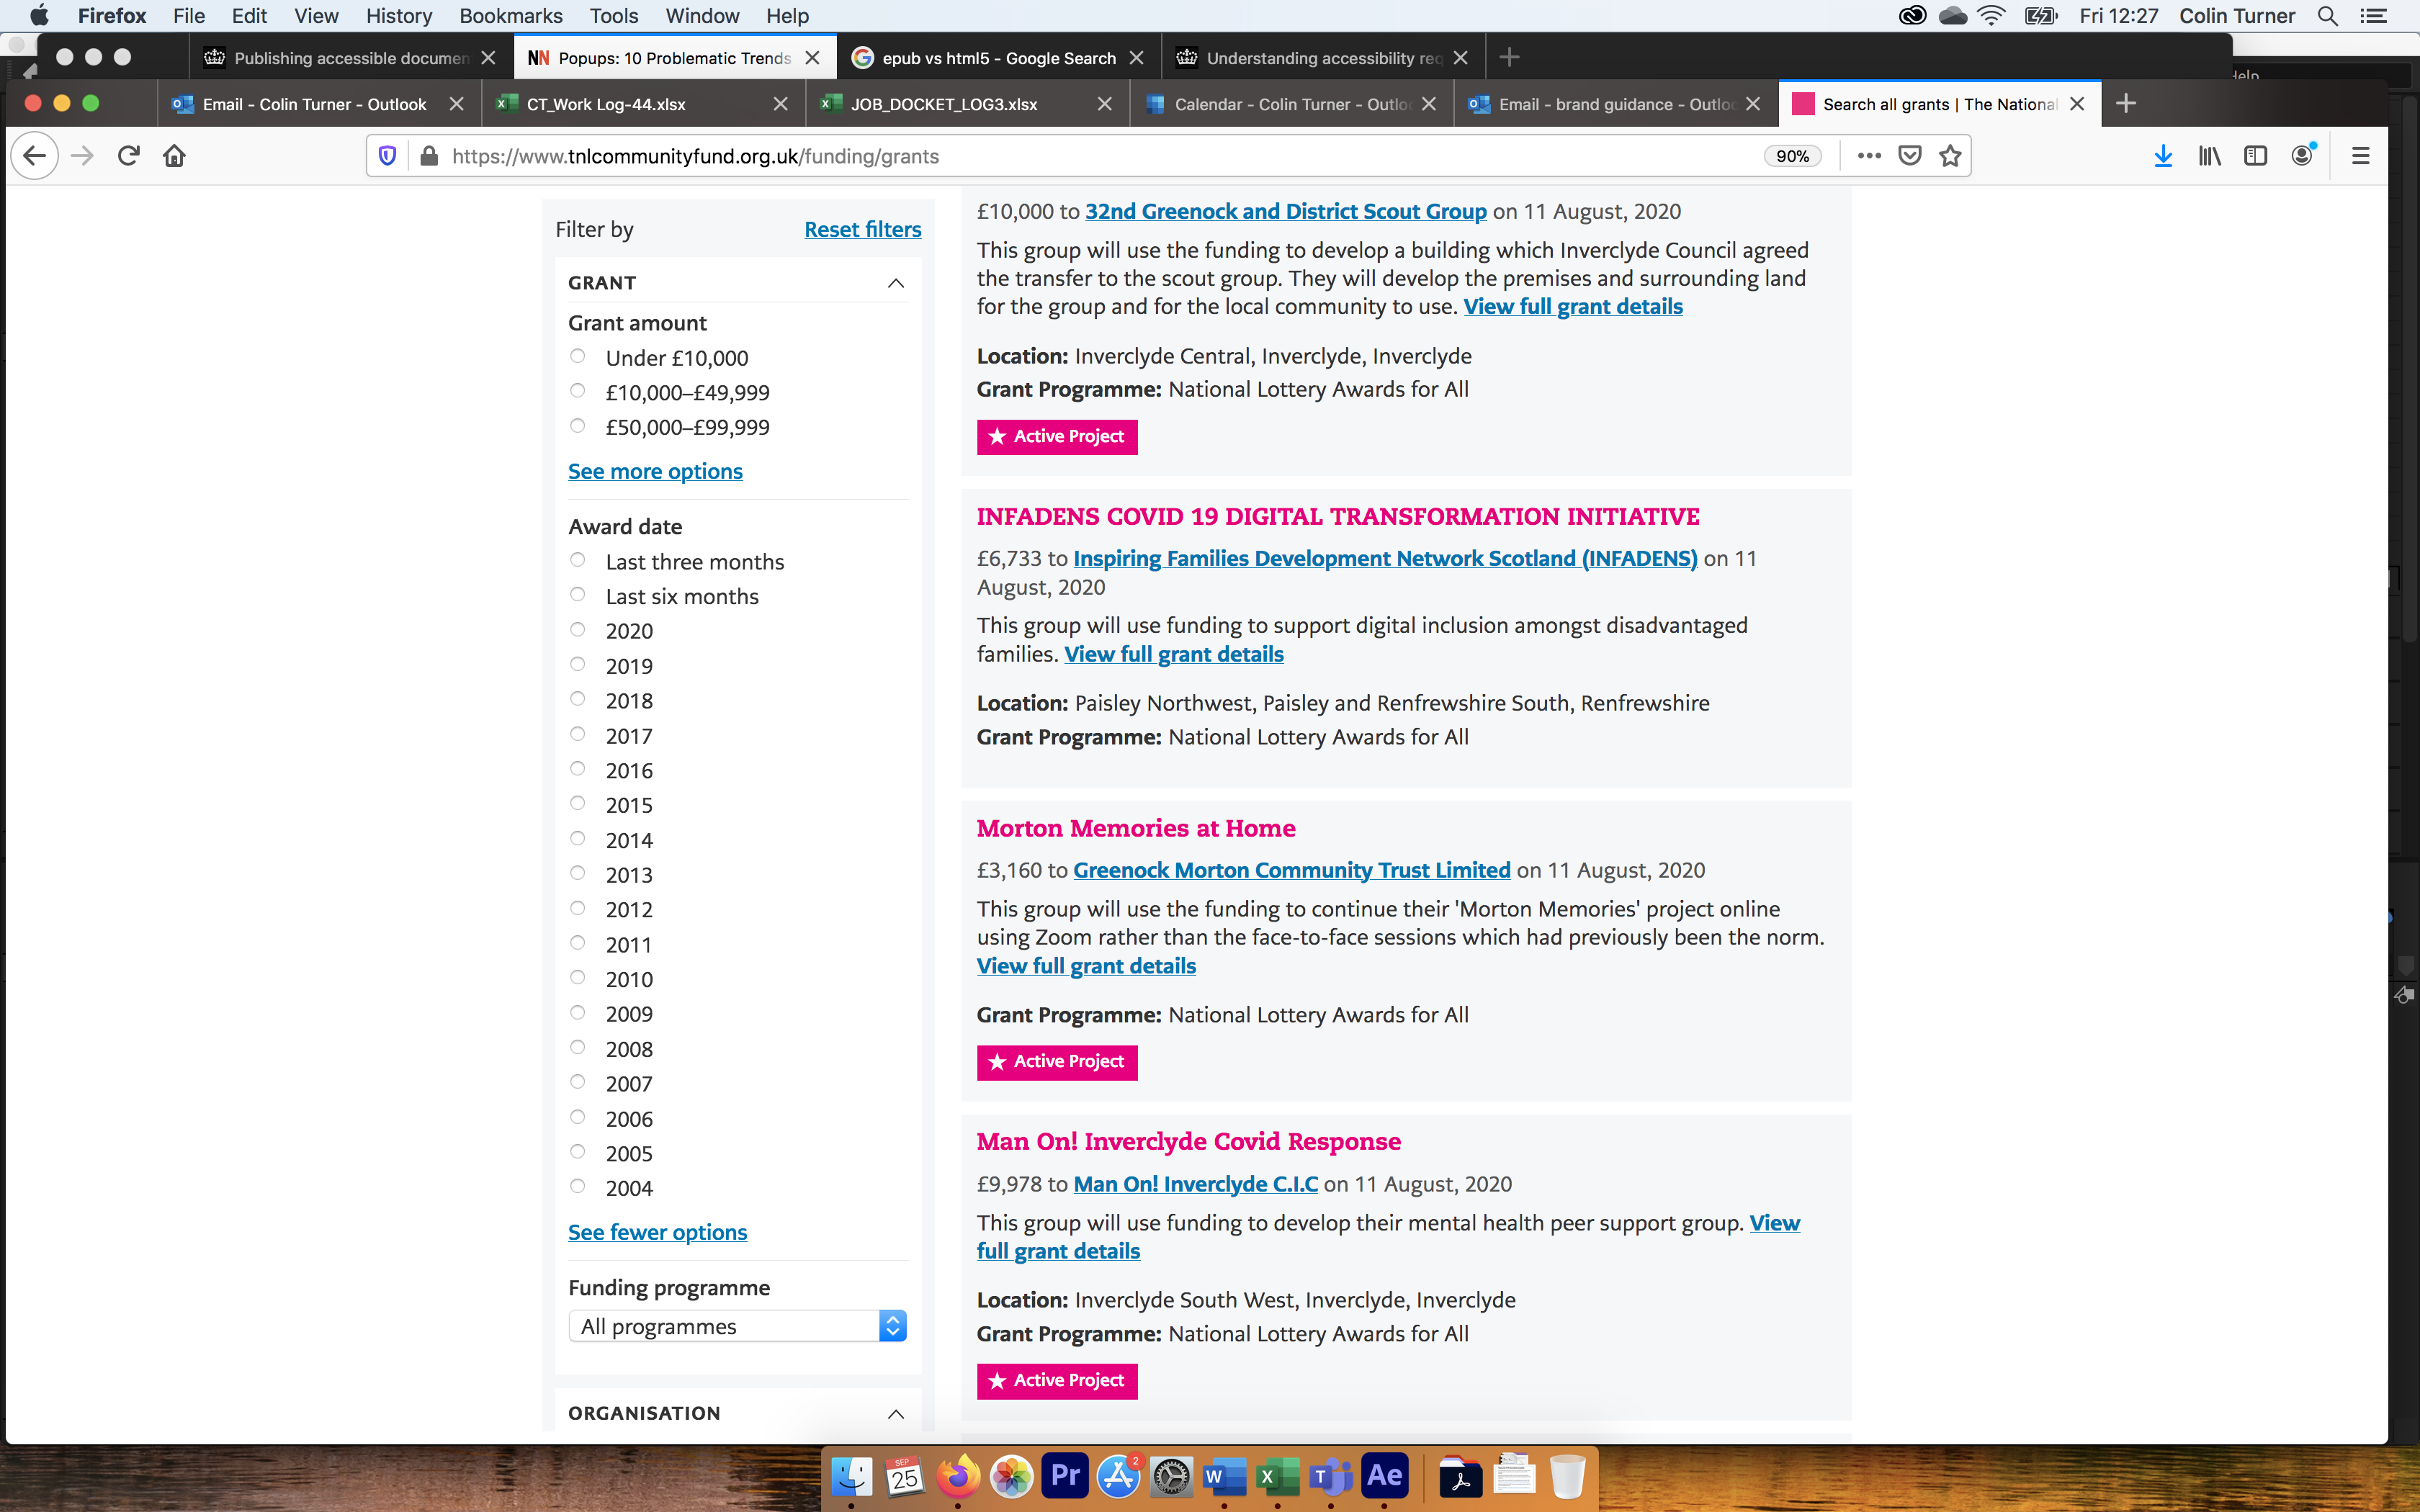 Firefox File Edit View History Bookmarks Tools Window Help
Fri 12:27 Colin Turner
Publishing accessible documen
NN Popups: 10 Problematic Trends
epub vs html5 - Google Search
Understanding accessibility req
Help
Email - Colin Turner - Outlook
CT_Work Log-44.xlsx
JOB_DOCKET_LOG3.xlsx
Calendar - Colin Turner - Outlo
Email - brand guidance - Outloo
Search all grants | The National
https://www.tnlcommunityfund.org.uk/funding/grants
90%
Filter by
Reset filters
GRANT
Grant amount
Under £10,000
£10,000–£49,999
£50,000–£99,999
See more options
Award date
Last three months
Last six months
2020
2019
2018
2017
2016
2015
2014
2013
2012
2011
2010
2009
2008
2007
2006
2005
2004
See fewer options
Funding programme
All programmes
ORGANISATION
£10,000 to 32nd Greenock and District Scout Group on 11 August, 2020
This group will use the funding to develop a building which Inverclyde Council agreed
the transfer to the scout group. They will develop the premises and surrounding land
for the group and for the local community to use. View full grant details
Location: Inverclyde Central, Inverclyde, Inverclyde
Grant Programme: National Lottery Awards for All
Active Project
INFADENS COVID 19 DIGITAL TRANSFORMATION INITIATIVE
£6,733 to Inspiring Families Development Network Scotland (INFADENS) on 11
August, 2020
This group will use funding to support digital inclusion amongst disadvantaged
families. View full grant details
Location: Paisley Northwest, Paisley and Renfrewshire South, Renfrewshire
Grant Programme: National Lottery Awards for All
Morton Memories at Home
£3,160 to Greenock Morton Community Trust Limited on 11 August, 2020
This group will use the funding to continue their 'Morton Memories' project online
using Zoom rather than the face-to-face sessions which had previously been the norm.
View full grant details
Grant Programme: National Lottery Awards for All
Active Project
Man On! Inverclyde Covid Response
£9,978 to Man On! Inverclyde C.I.C on 11 August, 2020
This group will use funding to develop their mental health peer support group. View
full grant details
Location: Inverclyde South West, Inverclyde, Inverclyde
Grant Programme: National Lottery Awards for All
Active Project
SEP
25
Pr
2
W
X
T
Ae